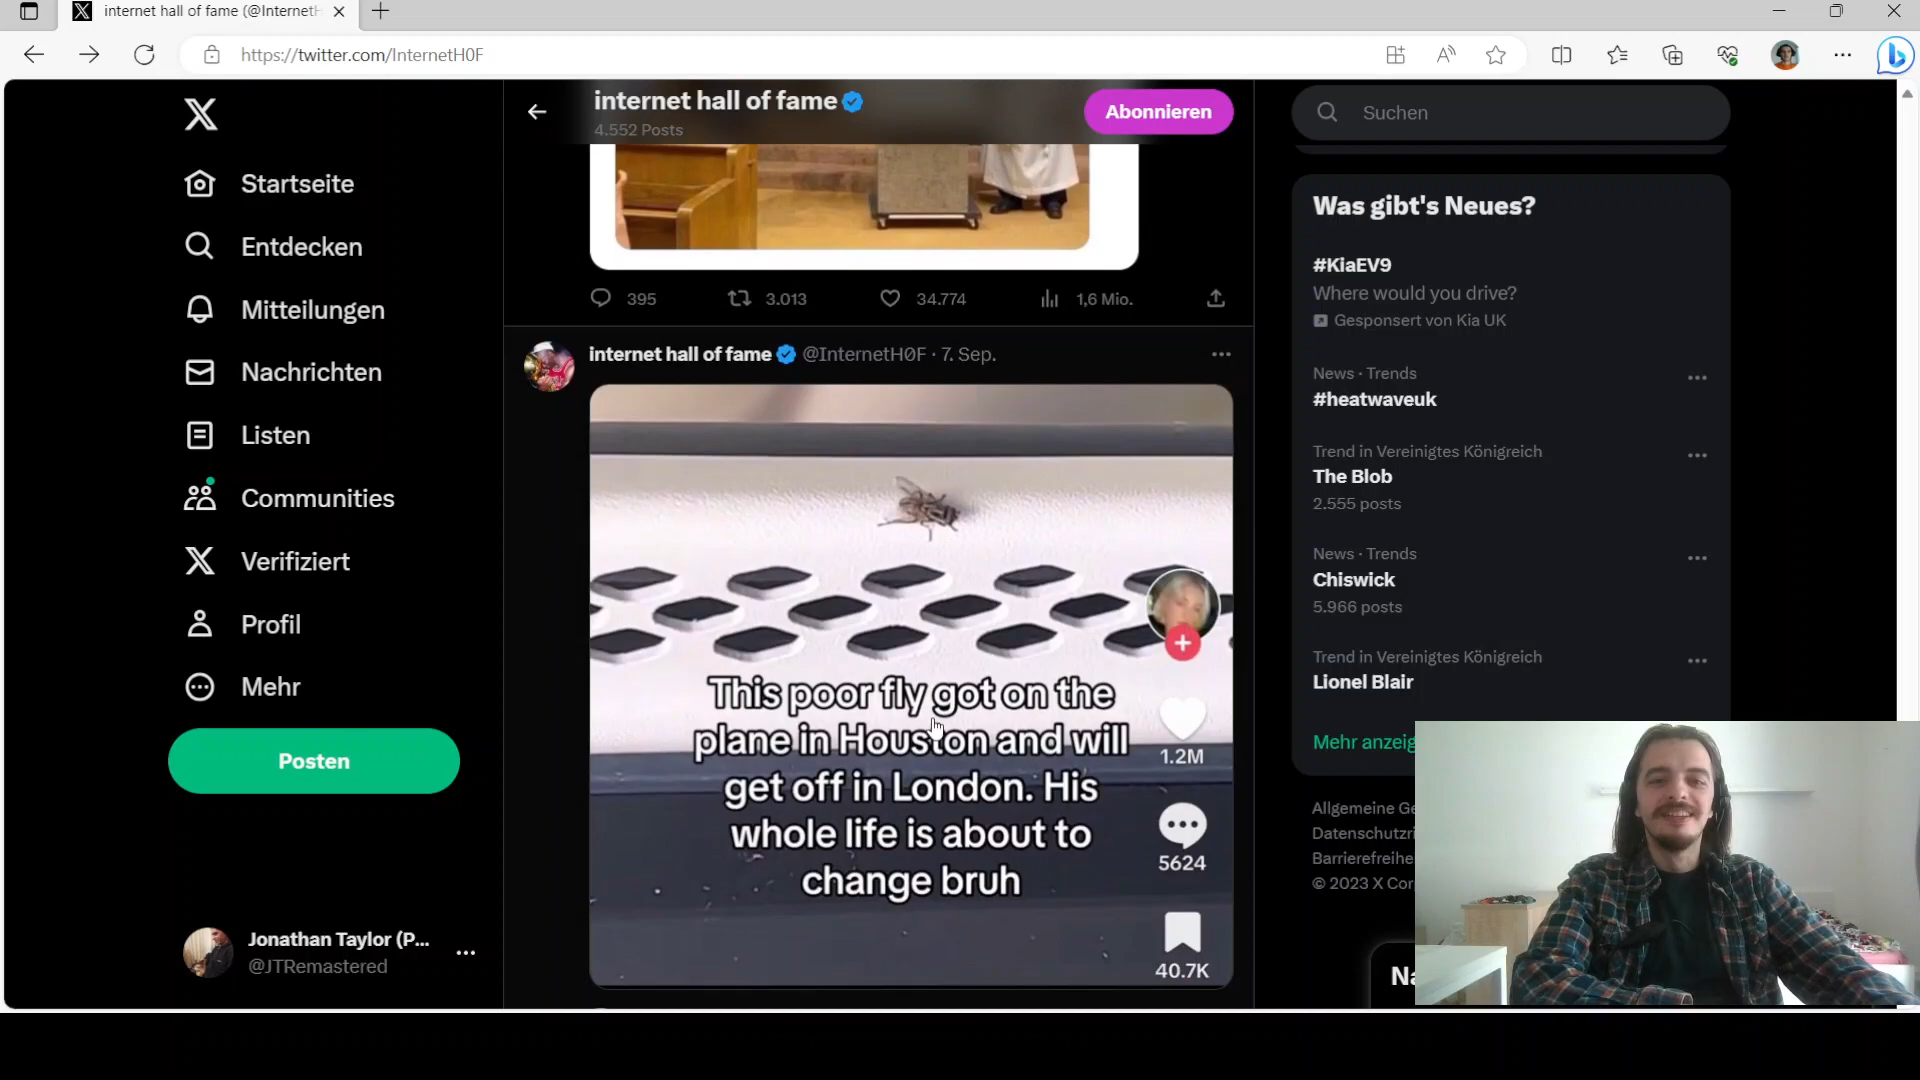 internet hall of fame (@InternetH
https://twitter.com/InternetH0F
Startseite
Entdecken
Mitteilungen
Nachrichten
Listen
Communities
Verifiziert
Profil
Mehr
Posten
Jonathan Taylor (P...
@JTRemastered
internet hall of fame
4.552 Posts
Abonnieren
395 3.013 34.774 1,6 Mio.
internet hall of fame @InternetH0F · 7. Sep.
This poor fly got on the
plane in Houston and will
get off in London. His
whole life is about to
change bruh
1.2M
5624
40.7K
Suchen
Was gibt's Neues?
#KiaEV9
Where would you drive?
Gesponsert von Kia UK
News · Trends
#heatwaveuk
Trend in Vereinigtes Königreich
The Blob
2.555 posts
News · Trends
Chiswick
5.966 posts
Trend in Vereinigtes Königreich
Lionel Blair
Mehr anzeig
Allgemeine Ge
Datenschutzri
Barrierefreihe
© 2023 X Cor
Na